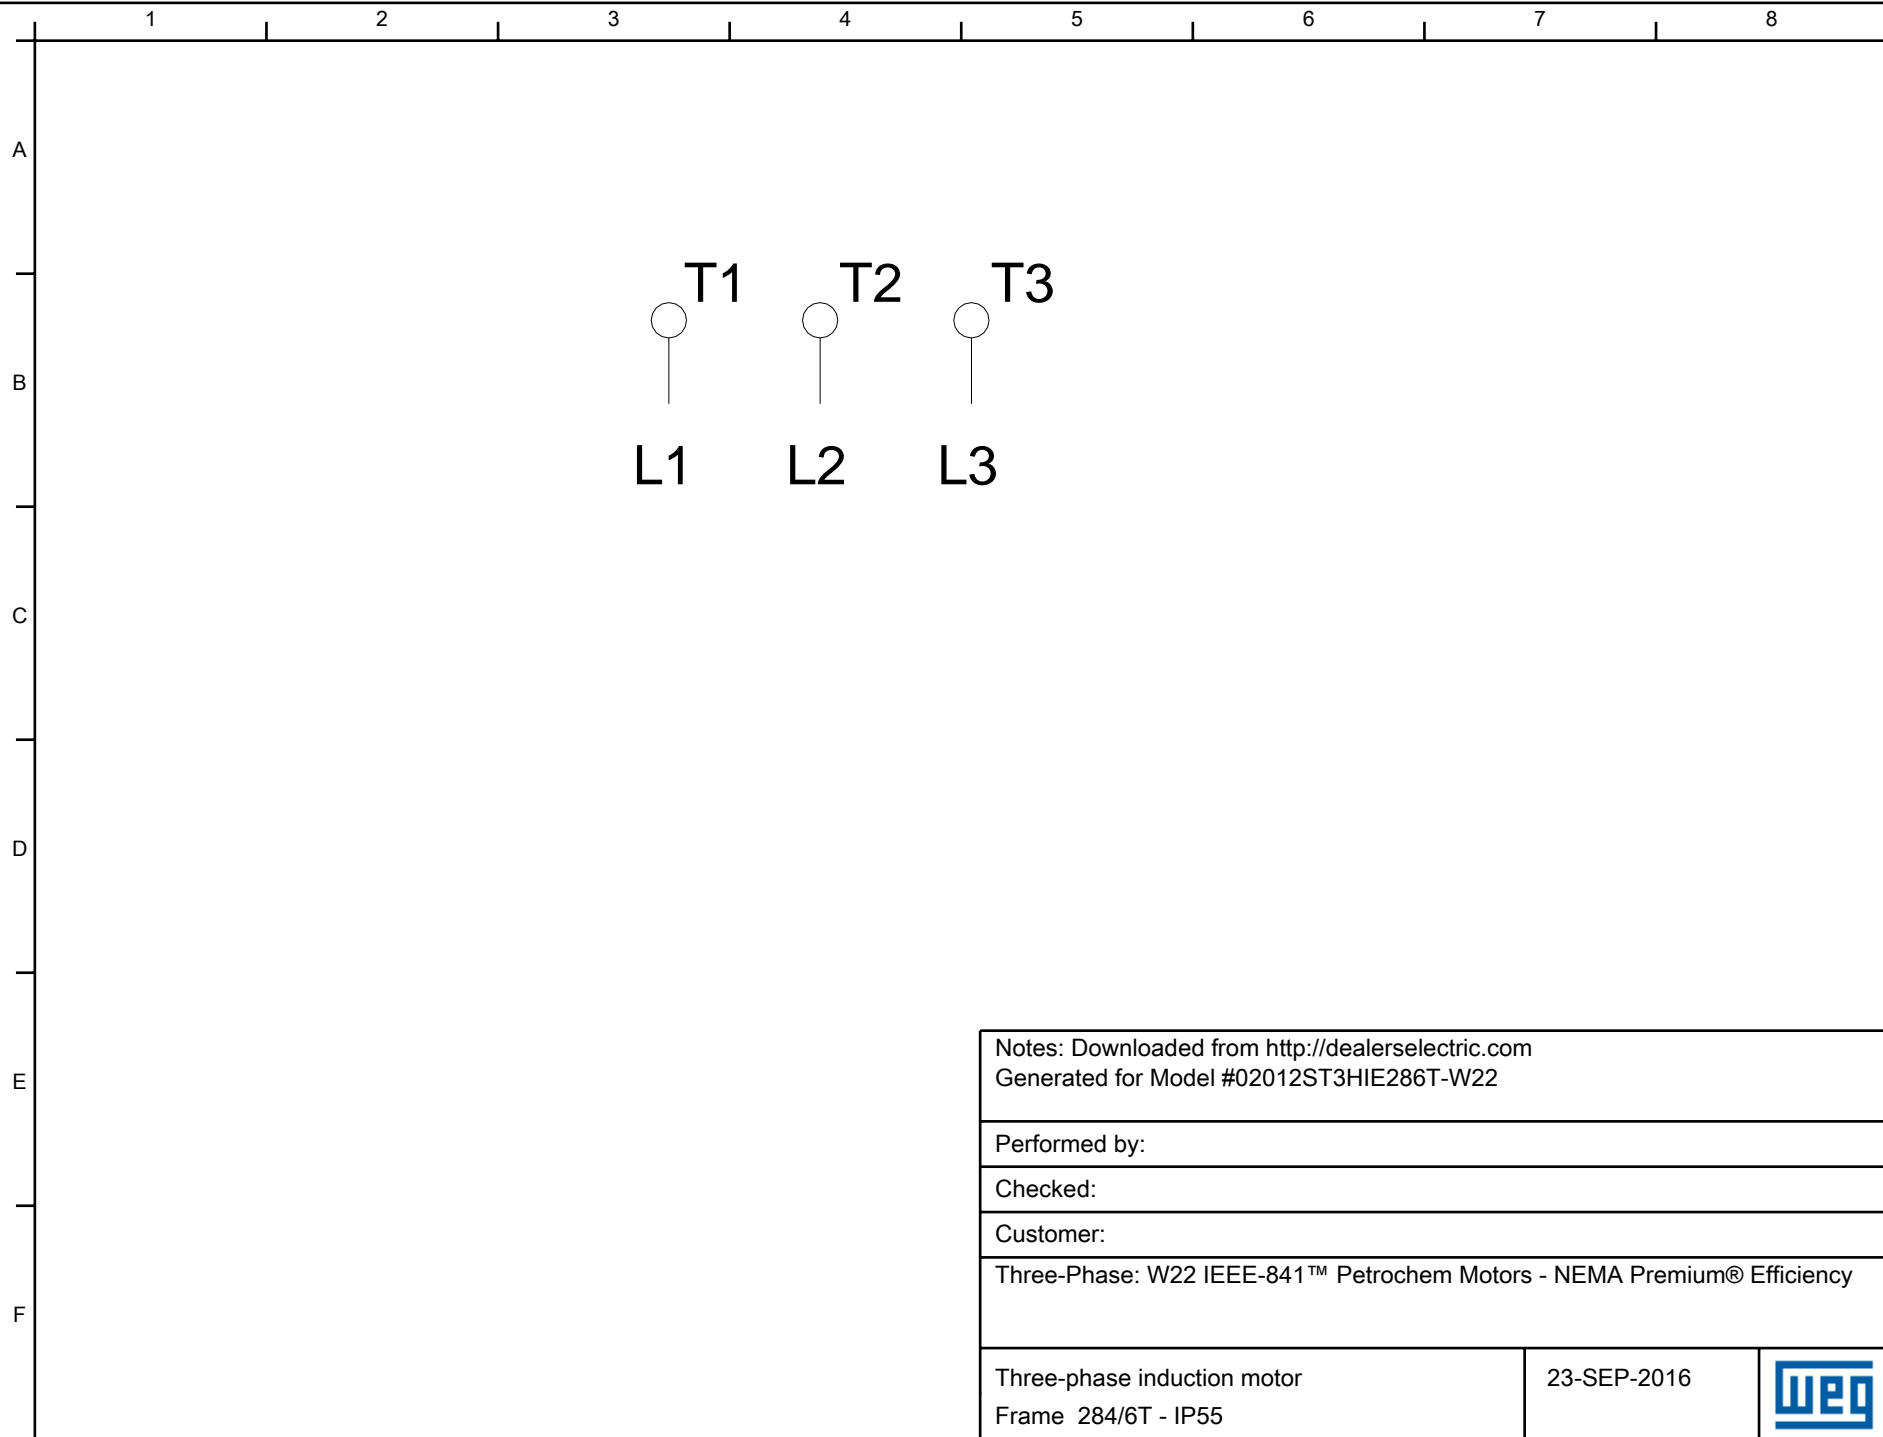 1 2 3 4 5 6 7 8
A
T1 T2 T3
B
L1 L2 L3
C
D
E
Notes: Downloaded from http://dealerselectric.com
Generated for Model #02012ST3HIE286T-W22
Performed by:
Checked:
Customer:
Three-Phase: W22 IEEE-841™ Petrochem Motors - NEMA Premium® Efficiency
F
Three-phase induction motor
Frame 284/6T - IP55
23-SEP-2016
weg